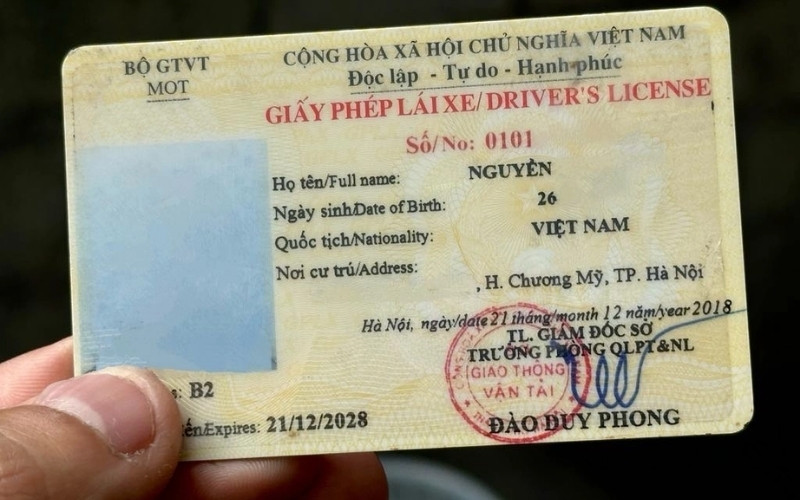 BỘ GTVT
MOT
CỘNG HÒA XÃ HỘI CHỦ NGHĨA VIỆT NAM
Độc lập - Tự do - Hạnh phúc
GIẤY PHÉP LÁI XE/ DRIVER'S LICENSE
Số/No: 0101
Họ tên/Full name: NGUYỄN
Ngày sinh/Date of Birth: 26
Quốc tịch/Nationality: VIỆT NAM
Nơi cư trú/Address:
, H. Chương Mỹ, TP. Hà Nội
Hà Nội, ngày/date 21 tháng/month 12 năm/year 2018
TL. GIÁM ĐỐC SỞ
TRƯỞNG PHÒNG QLPT&NL
GIAO THÔNG
VẬN TẢI
ĐÀO DUY PHONG
s: B2
ến/Expires: 21/12/2028